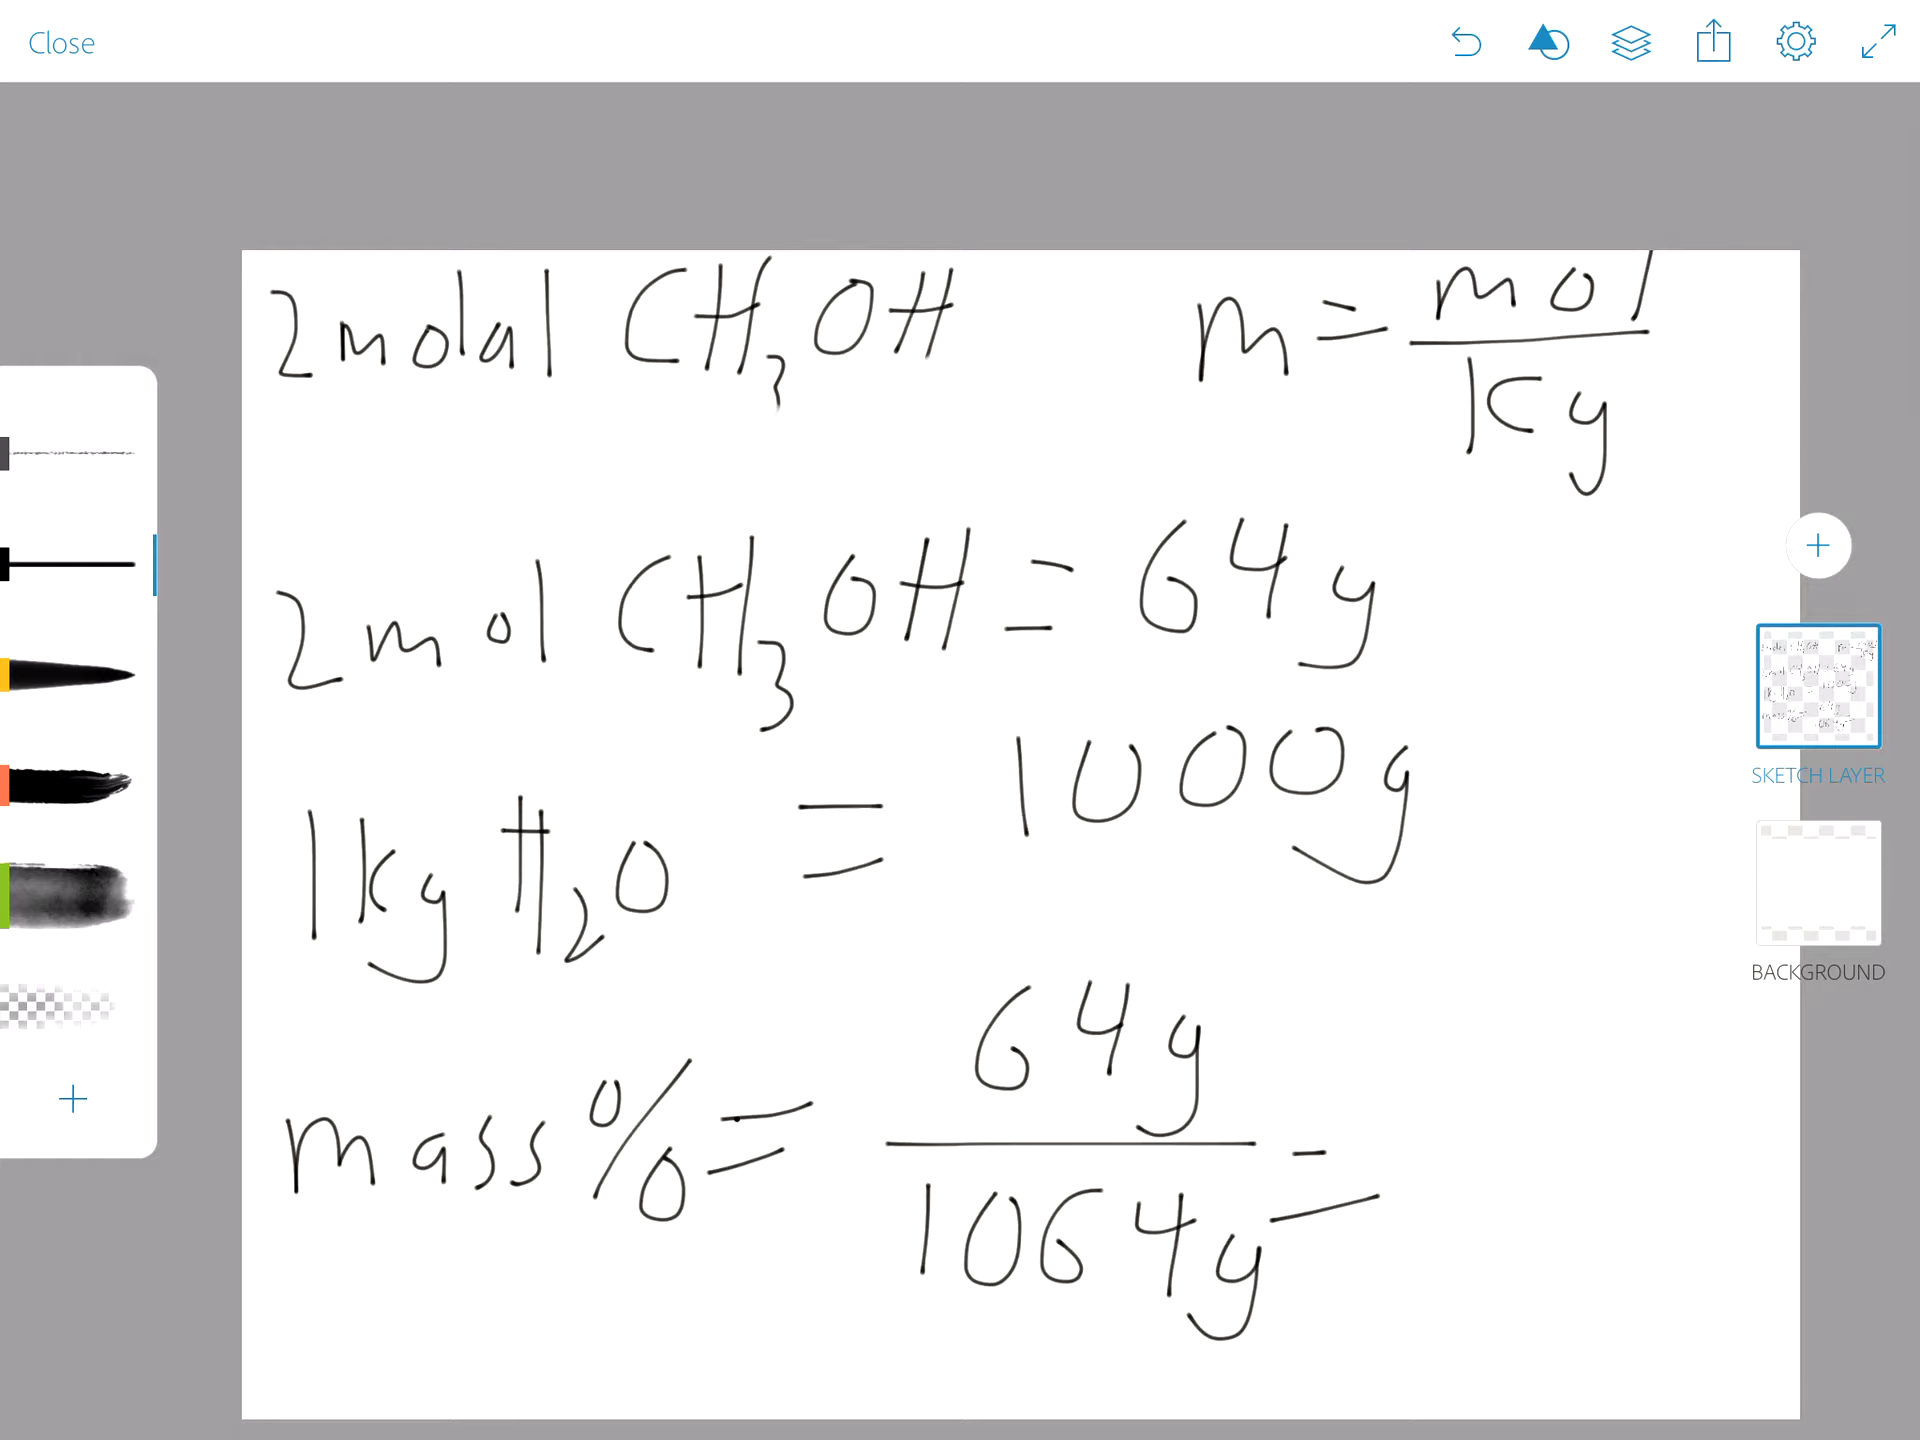 Close
2molal CH3OH
m = mol
kg
2mol CH3OH = 64g
1kg H2O = 1000g
mass % = 64g =
1064g
SKETCH LAYER
BACKGROUND